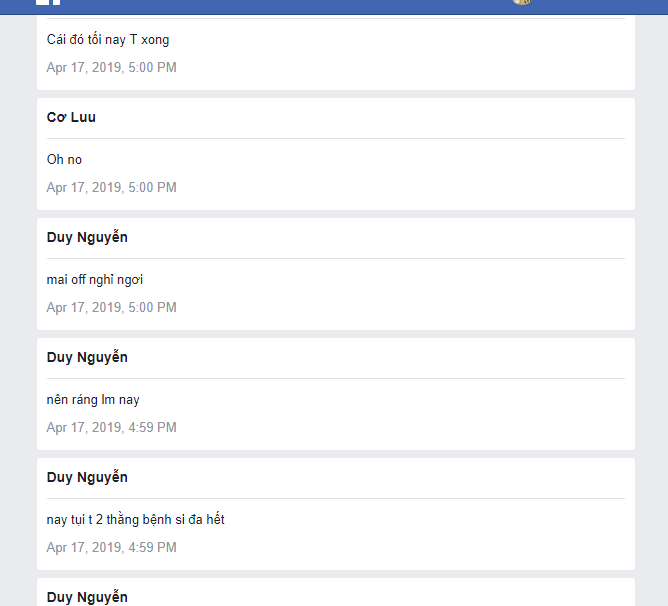 Cái đó tối nay T xong
Apr 17, 2019, 5:00 PM
Cơ Luu
Oh no
Apr 17, 2019, 5:00 PM
Duy Nguyễn
mai off nghỉ ngơi
Apr 17, 2019, 5:00 PM
Duy Nguyễn
nên ráng lm nay
Apr 17, 2019, 4:59 PM
Duy Nguyễn
nay tụi t 2 thằng bệnh si đa hết
Apr 17, 2019, 4:59 PM
Duy Nguyễn